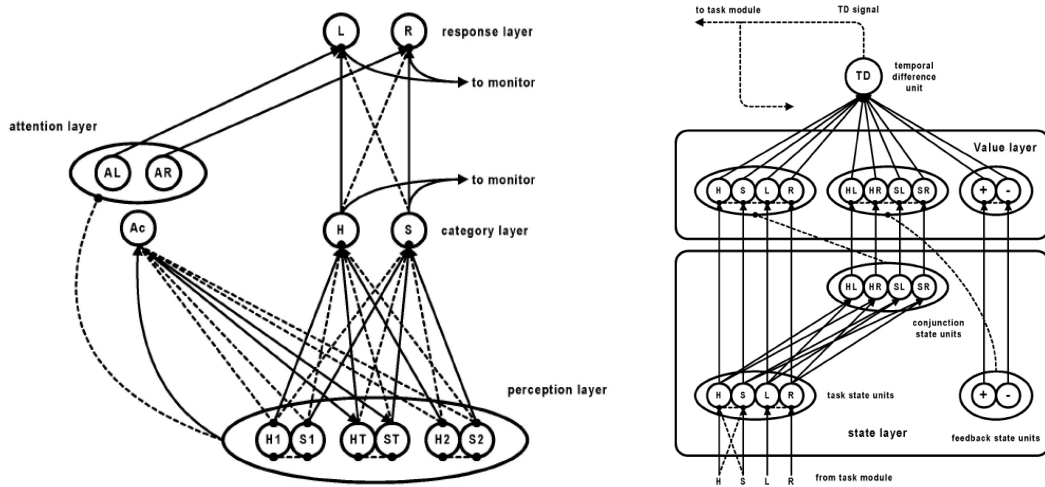 L R response layer
to monitor
attention layer
AL AR
to monitor
Ac H S category layer
perception layer
H1 S1 HT ST H2 S2
to task module TD signal
TD temporal
difference
unit
Value layer
H S L R HL HR SL SR + -
HL HR SL SR
conjunction
state units
H S L R task state units + -
state layer feedback state units
H S L R from task module